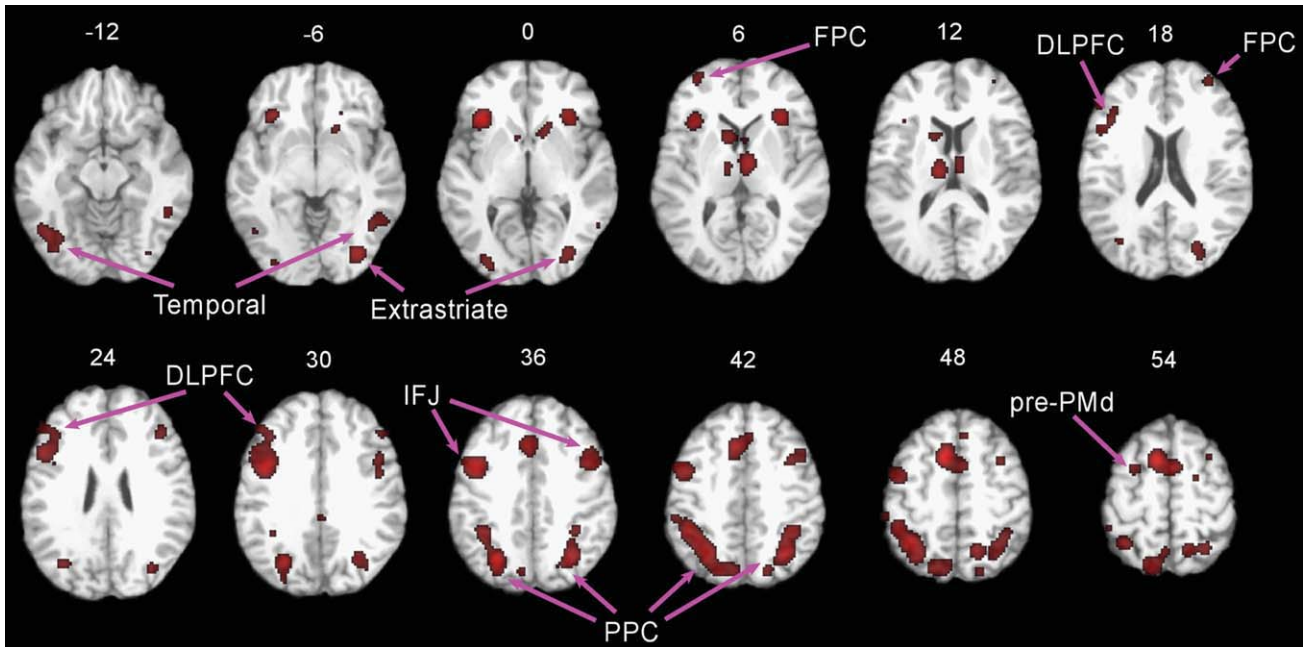 -12
-6
0
6
12
18
FPC
DLPFC
FPC
Temporal
Extrastriate
24
30
36
42
48
54
DLPFC
IFJ
pre-PMd
PPC